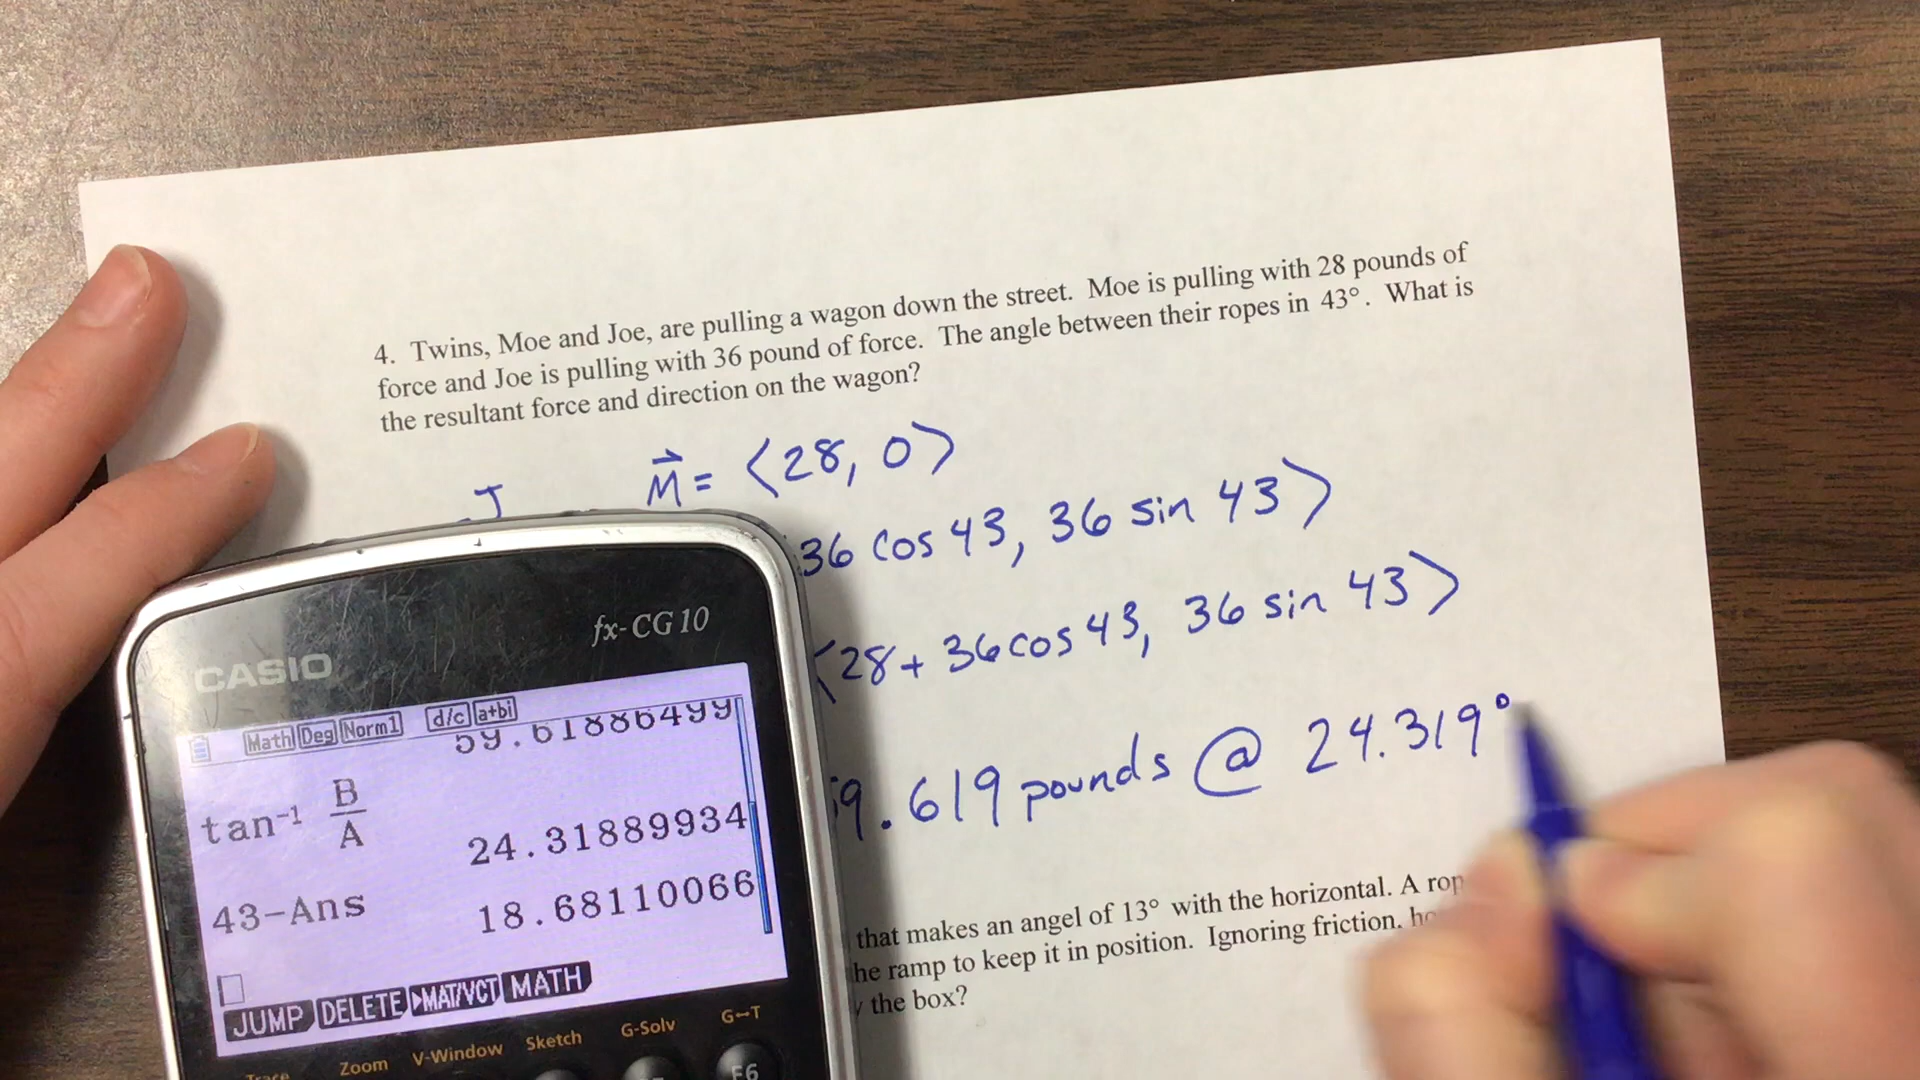 4. Twins, Moe and Joe, are pulling a wagon down the street. Moe is pulling with 28 pounds of
force and Joe is pulling with 36 pound of force. The angle between their ropes in 43°. What is
the resultant force and direction on the wagon?
J
M = ⟨28, 0⟩
36 cos 43, 36 sin 43⟩
⟨28 + 36 cos 43, 36 sin 43⟩
9.619 pounds @ 24.319°
that makes an angel of 13° with the horizontal. A
he ramp to keep it in position. Ignoring friction,
the box?
CASIO
fx-CG10
Math Deg Norm1 d/c a+bi
59.61886499
tan⁻¹ B/A
24.31889934
43-Ans
18.68110066
JUMP DELETE ▶MAT/VCT MATH
Trace Zoom V-Window Sketch G-Solv G↔T
F6